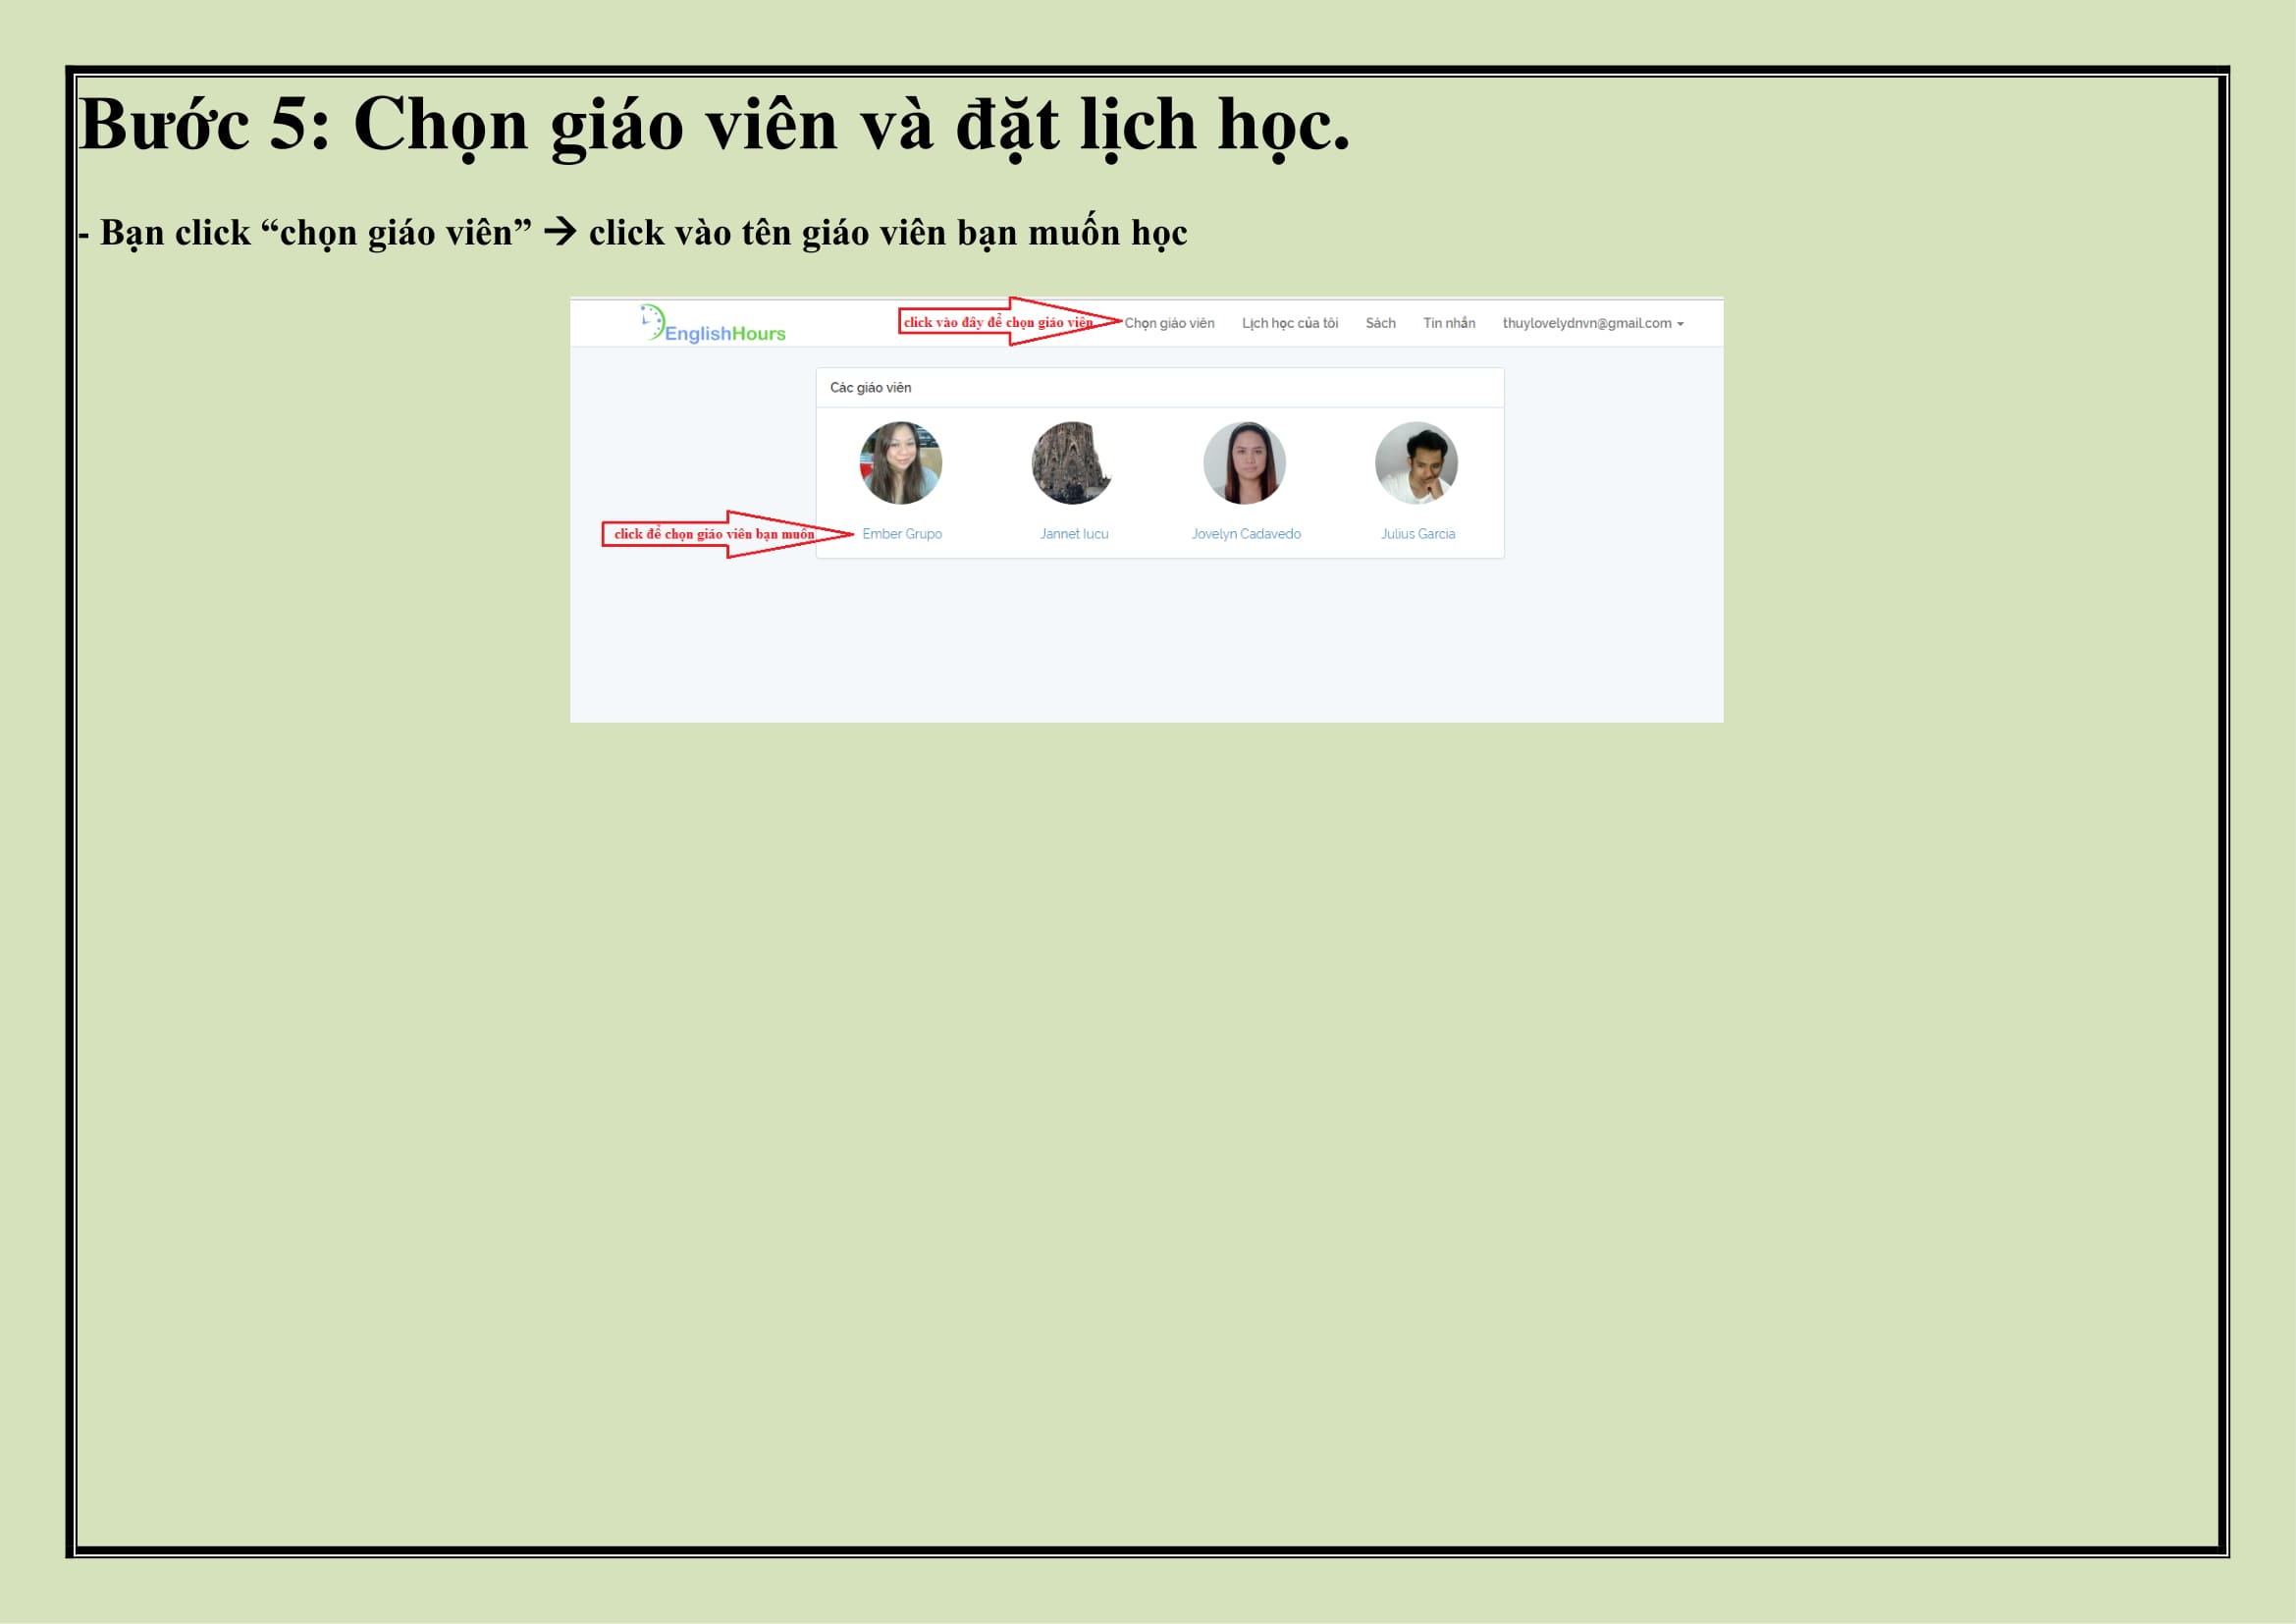 Bước 5: Chọn giáo viên và đặt lịch học.
- Bạn click “chọn giáo viên” → click vào tên giáo viên bạn muốn học
EnglishHours
click vào đây để chọn giáo viên
Chọn giáo viên Lịch học của tôi Sách Tin nhắn thuylovelydnvn@gmail.com
Các giáo viên
click để chọn giáo viên bạn muốn
Ember Grupo Jannet Iucu Jovelyn Cadavedo Julius Garcia